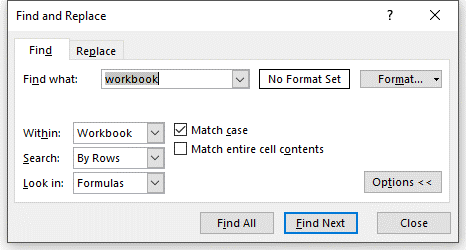 Find and Replace ? ×
Find Replace
Find what: workbook No Format Set Format...
Within: Workbook Match case
Search: By Rows Match entire cell contents
Look in: Formulas Options <<
Find All Find Next Close